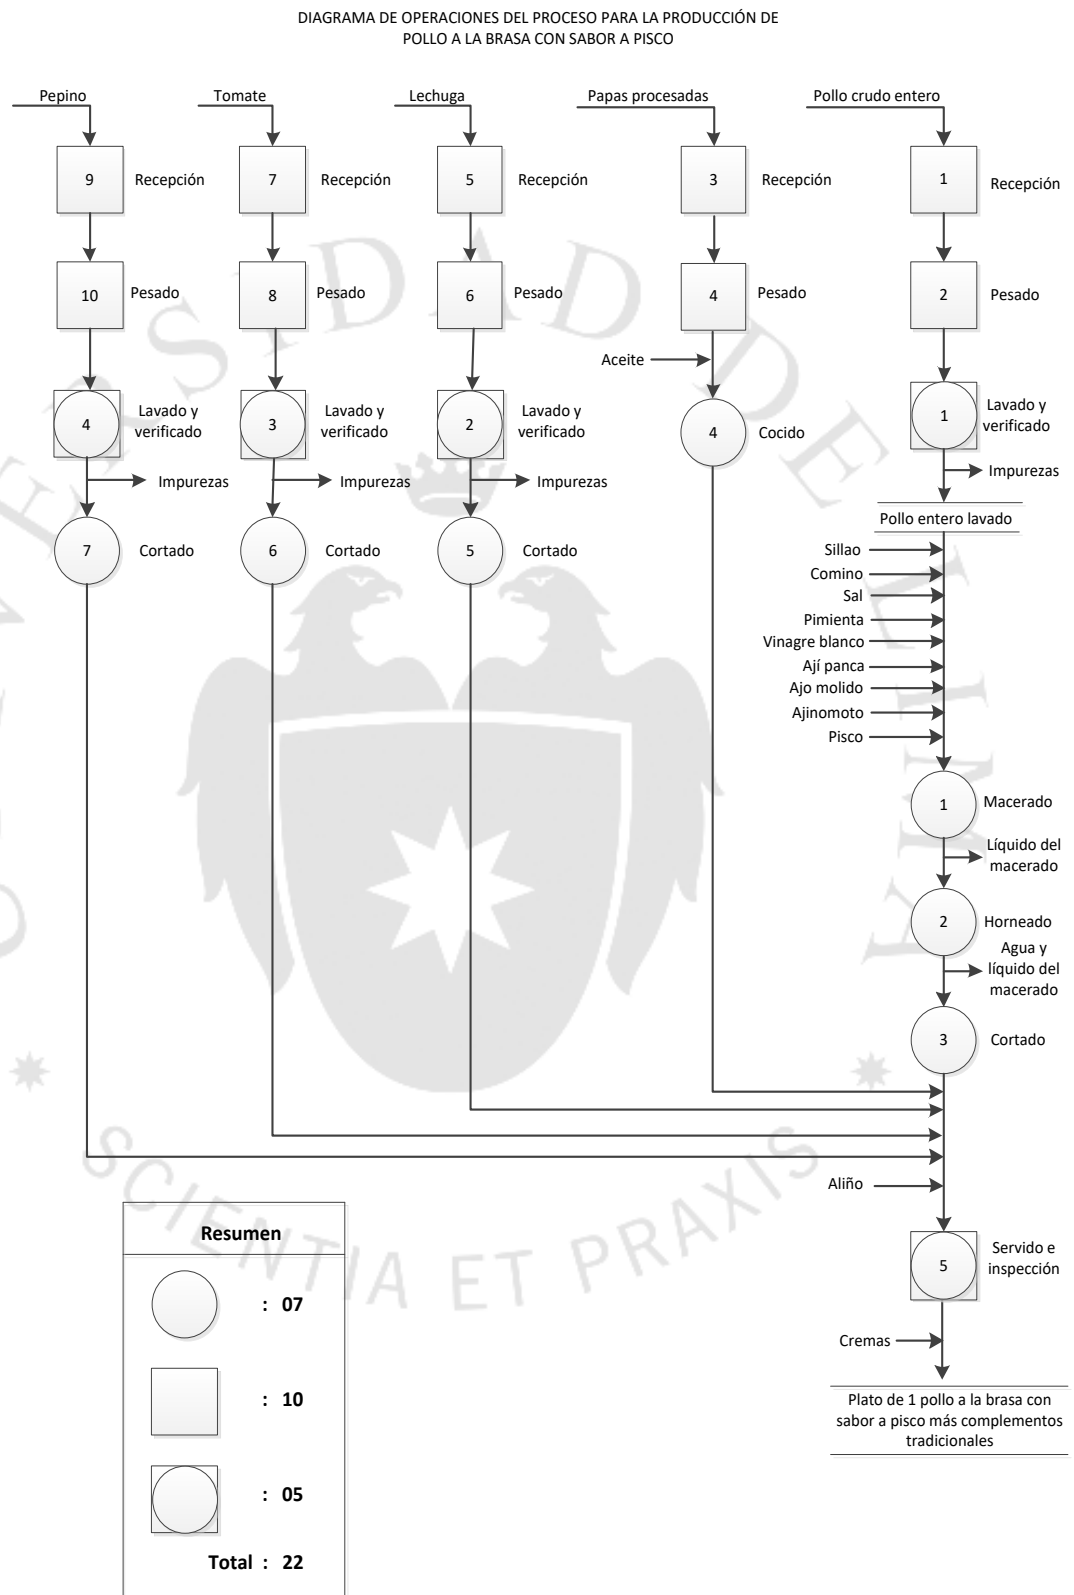 DIAGRAMA DE OPERACIONES DEL PROCESO PARA LA PRODUCCIÓN DE
POLLO A LA BRASA CON SABOR A PISCO
Pepino
Tomate
Lechuga
Papas procesadas
Pollo crudo entero
9
Recepción
7
Recepción
5
Recepción
3
Recepción
1
Recepción
10
Pesado
8
Pesado
6
Pesado
4
Pesado
2
Pesado
Aceite
4
Lavado y
verificado
3
Lavado y
verificado
2
Lavado y
verificado
4
Cocido
1
Lavado y
verificado
Impurezas
Impurezas
Impurezas
Impurezas
Pollo entero lavado
7
Cortado
6
Cortado
5
Cortado
Sillao
Comino
Sal
Pimienta
Vinagre blanco
Ají panca
Ajo molido
Ajinomoto
Pisco
1
Macerado
Líquido del
macerado
2
Horneado
Agua y
líquido del
macerado
3
Cortado
Aliño
5
Servido e
inspección
Cremas
Plato de 1 pollo a la brasa con
sabor a pisco más complementos
tradicionales
Resumen
: 07
: 10
: 05
Total : 22
UNIVERSIDAD DE LIMA
SCIENTIA ET PRAXIS